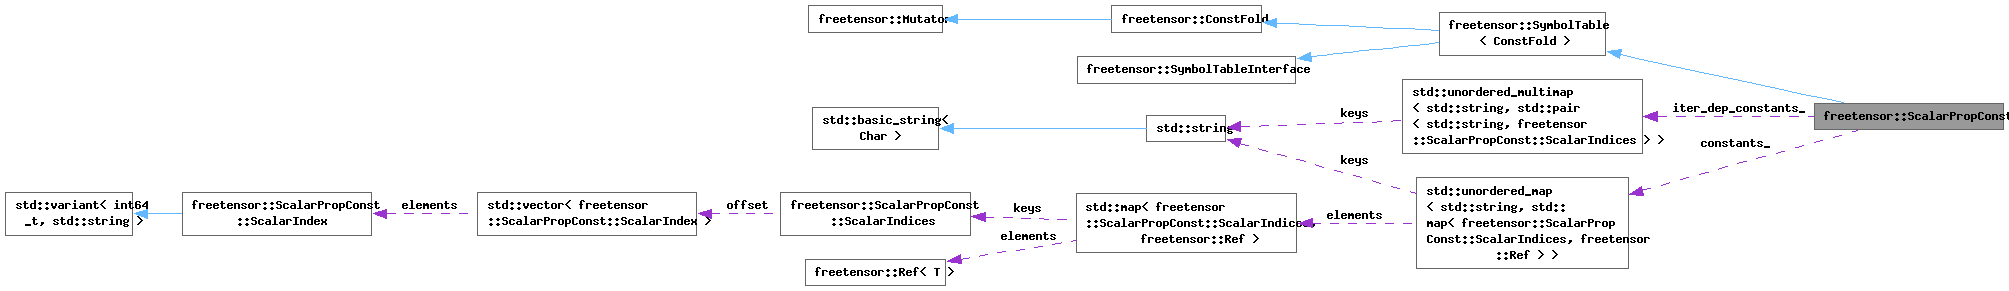 freetensor::Mutator
freetensor::ConstFold
freetensor::SymbolTable
< ConstFold >
freetensor::SymbolTableInterface
std::unordered_multimap
< std::string, std::pair
< std::string, freetensor
::ScalarPropConst::ScalarIndices > >
iter_dep_constants_
freetensor::ScalarPropConst
std::basic_string<
Char >
std::string
keys
keys
constants_
std::variant< int64
_t, std::string >
freetensor::ScalarPropConst
::ScalarIndex
elements
std::vector< freetensor
::ScalarPropConst::ScalarIndex >
offset
freetensor::ScalarPropConst
::ScalarIndices
keys
elements
std::map< freetensor
::ScalarPropConst::ScalarIndices,
freetensor::Ref >
elements
std::unordered_map
< std::string, std::
map< freetensor::ScalarProp
Const::ScalarIndices, freetensor
::Ref > >
freetensor::Ref< T >